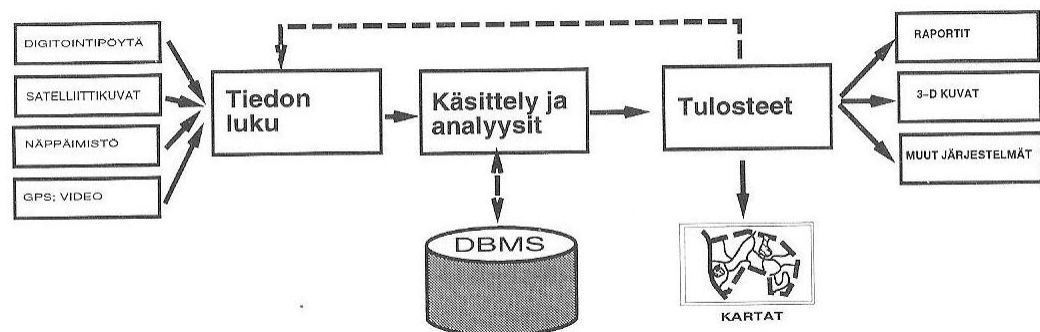 DIGITOINTIPÖYTÄ
SATELLIITTIKUVAT
NÄPPÄIMISTÖ
GPS; VIDEO
Tiedon
luku
Käsittely ja
analyysit
DBMS
Tulosteet
KARTAT
RAPORTIT
3-D KUVAT
MUUT JÄRJESTELMÄT